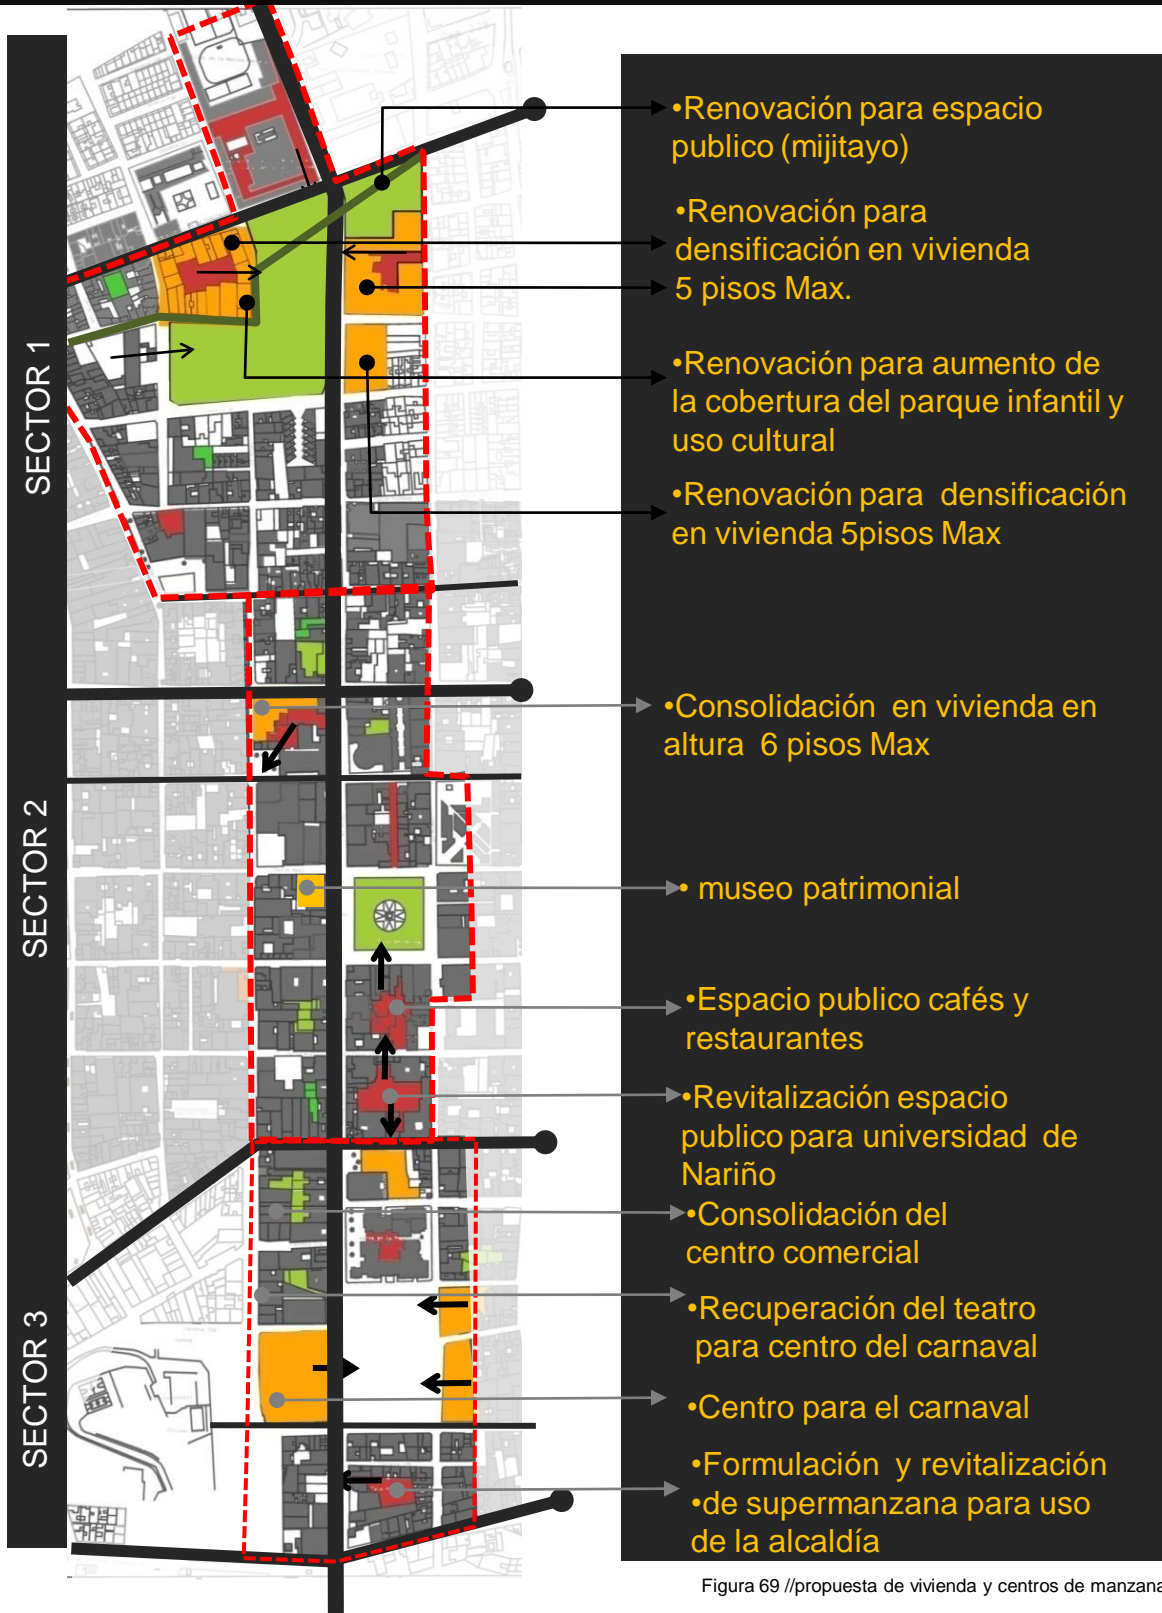 SECTOR 1
SECTOR 2
SECTOR 3
•Renovación para espacio
publico (mijitayo)
•Renovación para
densificación en vivienda
5 pisos Max.
•Renovación para aumento de
la cobertura del parque infantil y
uso cultural
•Renovación para densificación
en vivienda 5pisos Max
•Consolidación en vivienda en
altura 6 pisos Max
• museo patrimonial
•Espacio publico cafés y
restaurantes
•Revitalización espacio
publico para universidad de
Nariño
•Consolidación del
centro comercial
•Recuperación del teatro
para centro del carnaval
•Centro para el carnaval
•Formulación y revitalización
•de supermanzana para uso
de la alcaldía
Figura 69 //propuesta de vivienda y centros de manzana